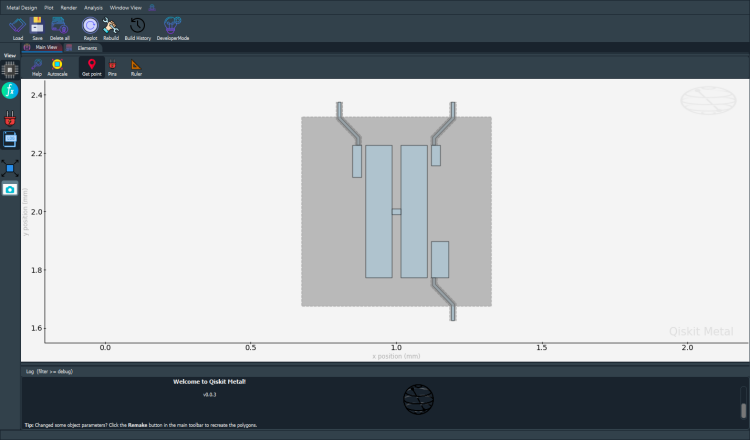 Metal Design Plot Render Analysis Window View
Load Save Delete all Replot Rebuild Build History DeveloperMode
View
Main View Elements
Help Autoscale Get point Pins Ruler
2.4
2.2
2.0
1.8
1.6
y position (mm)
0.0 0.5 1.0 1.5 2.0
x position (mm)
Qiskit Metal
Log (filter >= debug)
Welcome to Qiskit Metal!
v0.0.3
Tip: Changed some object parameters? Click the Remake button in the main toolbar to recreate the polygons.